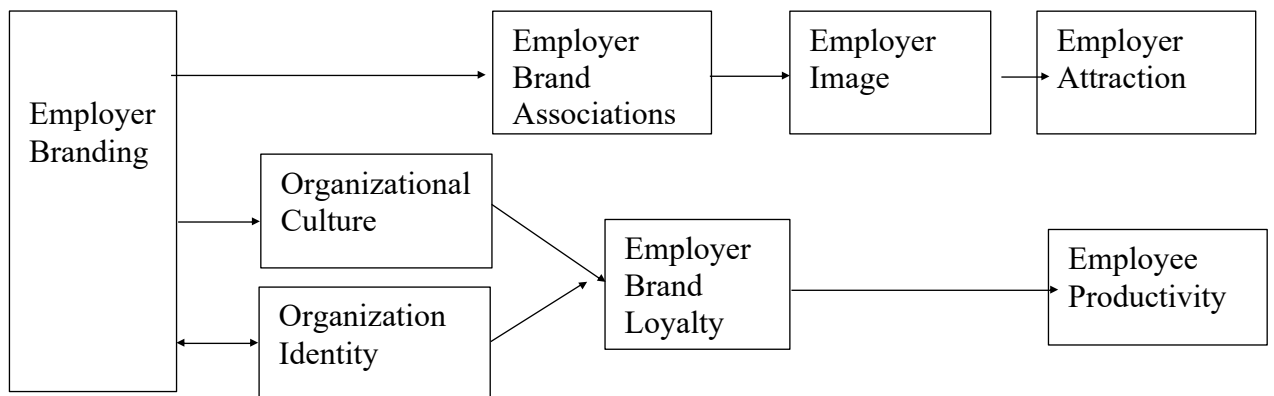 Employer
Branding
Employer
Brand
Associations
Employer
Image
Employer
Attraction
Organizational
Culture
Organization
Identity
Employer
Brand
Loyalty
Employee
Productivity